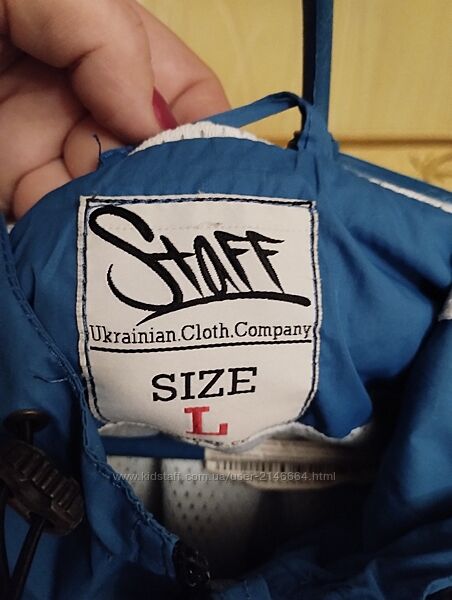 Staff
Ukrainian.Cloth.Company
SIZE
L
www.kidstaff.com.ua/user-2146664.html